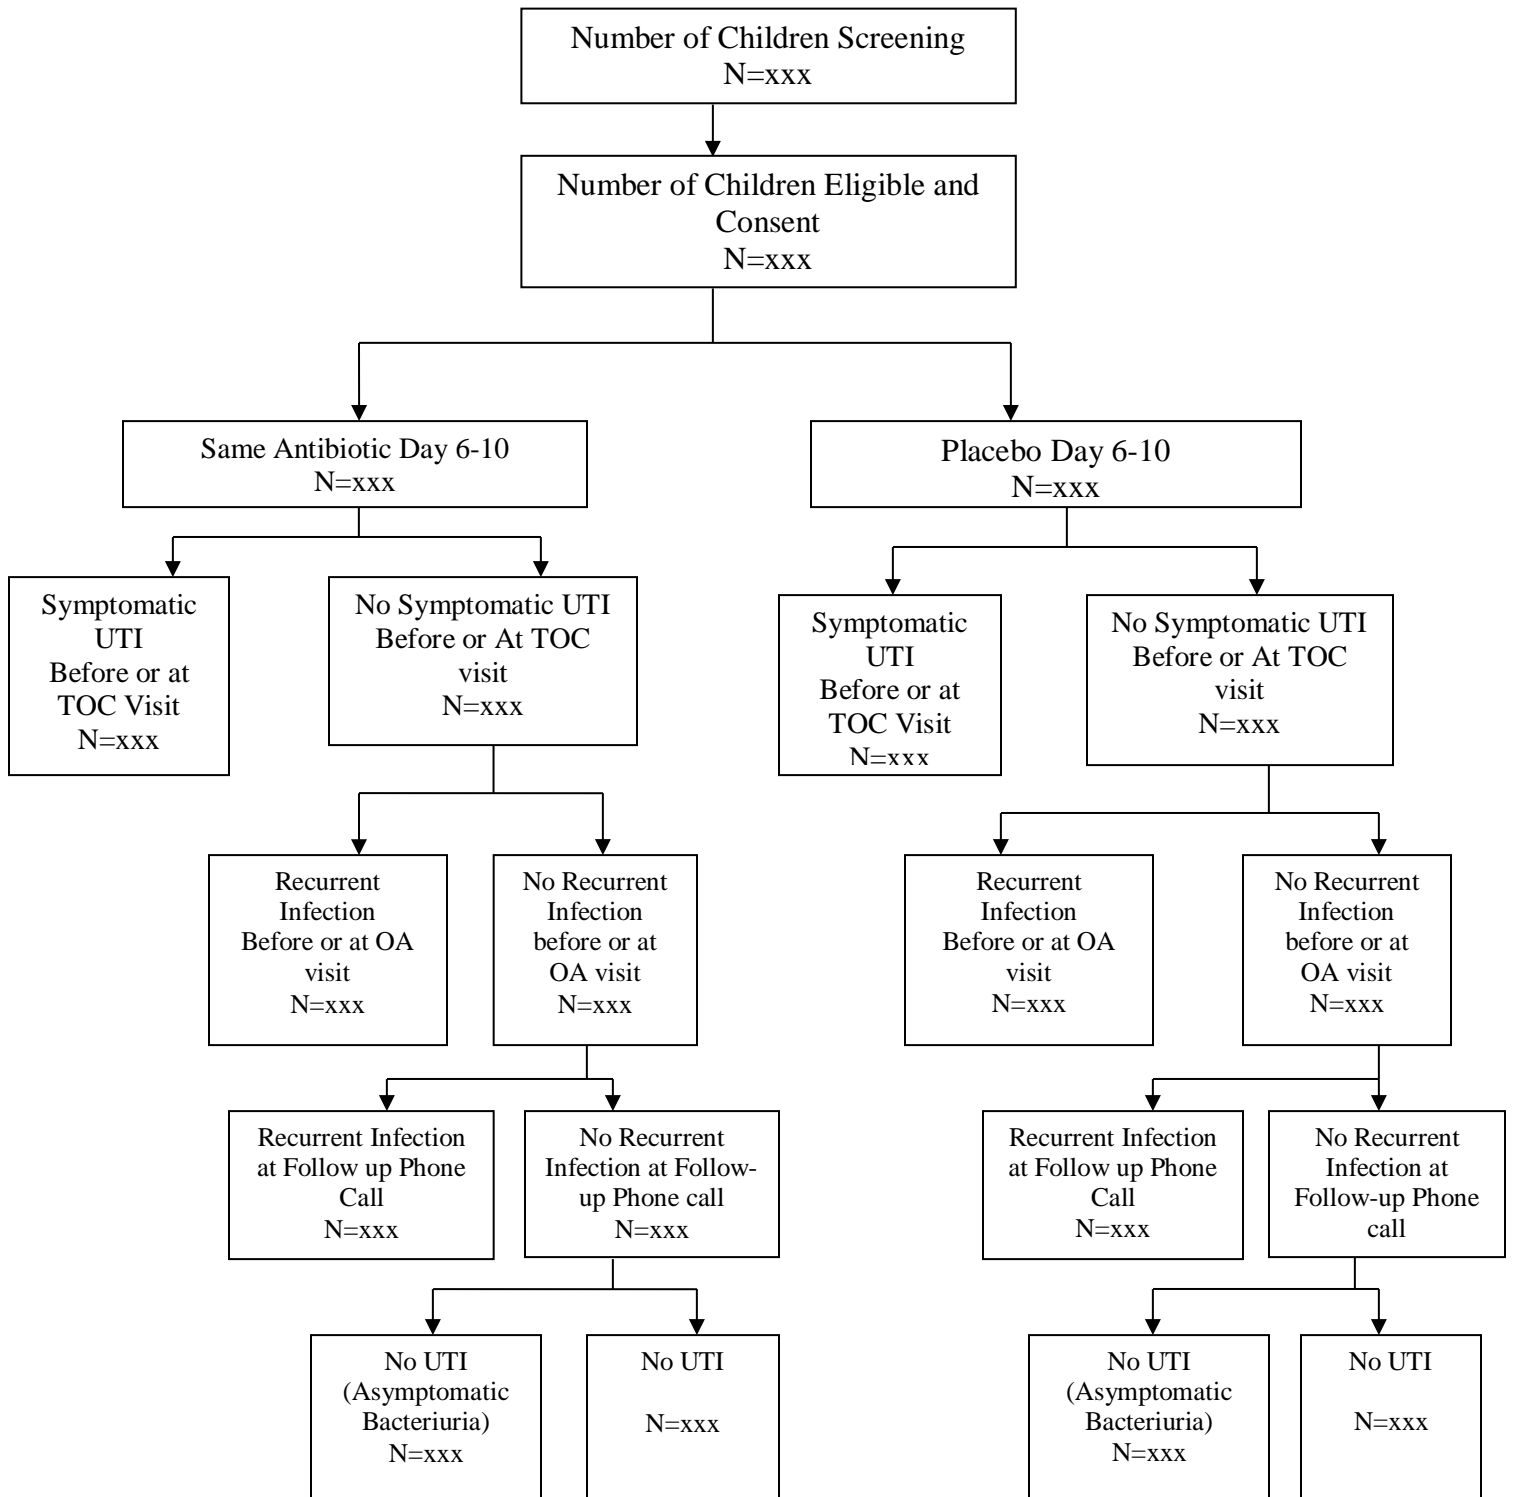 Number of Children Screening
N=xxx
Number of Children Eligible and
Consent
N=xxx
Same Antibiotic Day 6-10
N=xxx
Placebo Day 6-10
N=xxx
Symptomatic
UTI
Before or at
TOC Visit
N=xxx
No Symptomatic UTI
Before or At TOC
visit
N=xxx
Symptomatic
UTI
Before or at
TOC Visit
N=xxx
No Symptomatic UTI
Before or At TOC
visit
N=xxx
Recurrent
Infection
Before or at OA
visit
N=xxx
No Recurrent
Infection
before or at
OA visit
N=xxx
Recurrent
Infection
Before or at OA
visit
N=xxx
No Recurrent
Infection
before or at
OA visit
N=xxx
Recurrent Infection
at Follow up Phone
Call
N=xxx
No Recurrent
Infection at Follow-
up Phone call
N=xxx
Recurrent Infection
at Follow up Phone
Call
N=xxx
No Recurrent
Infection at
Follow-up Phone
call
No UTI
(Asymptomatic
Bacteriuria)
N=xxx
No UTI
N=xxx
No UTI
(Asymptomatic
Bacteriuria)
N=xxx
No UTI
N=xxx